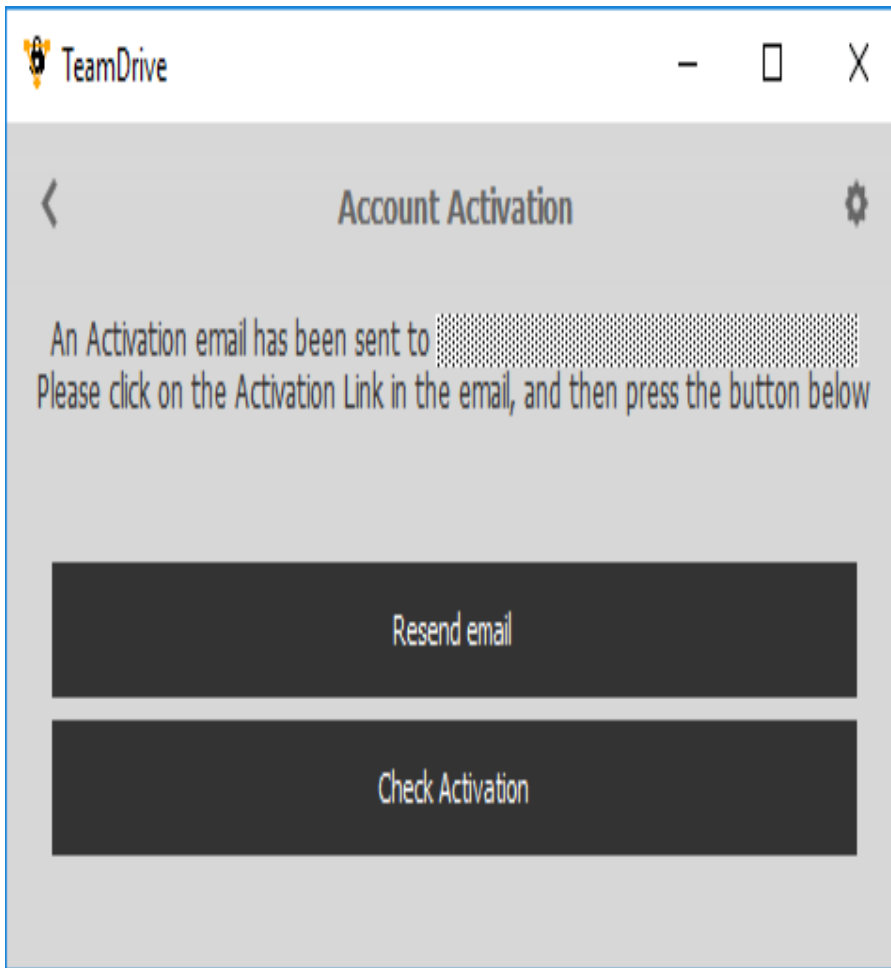 TeamDrive
Account Activation
An Activation email has been sent to
Please click on the Activation Link in the email, and then press the button below
Resend email
Check Activation